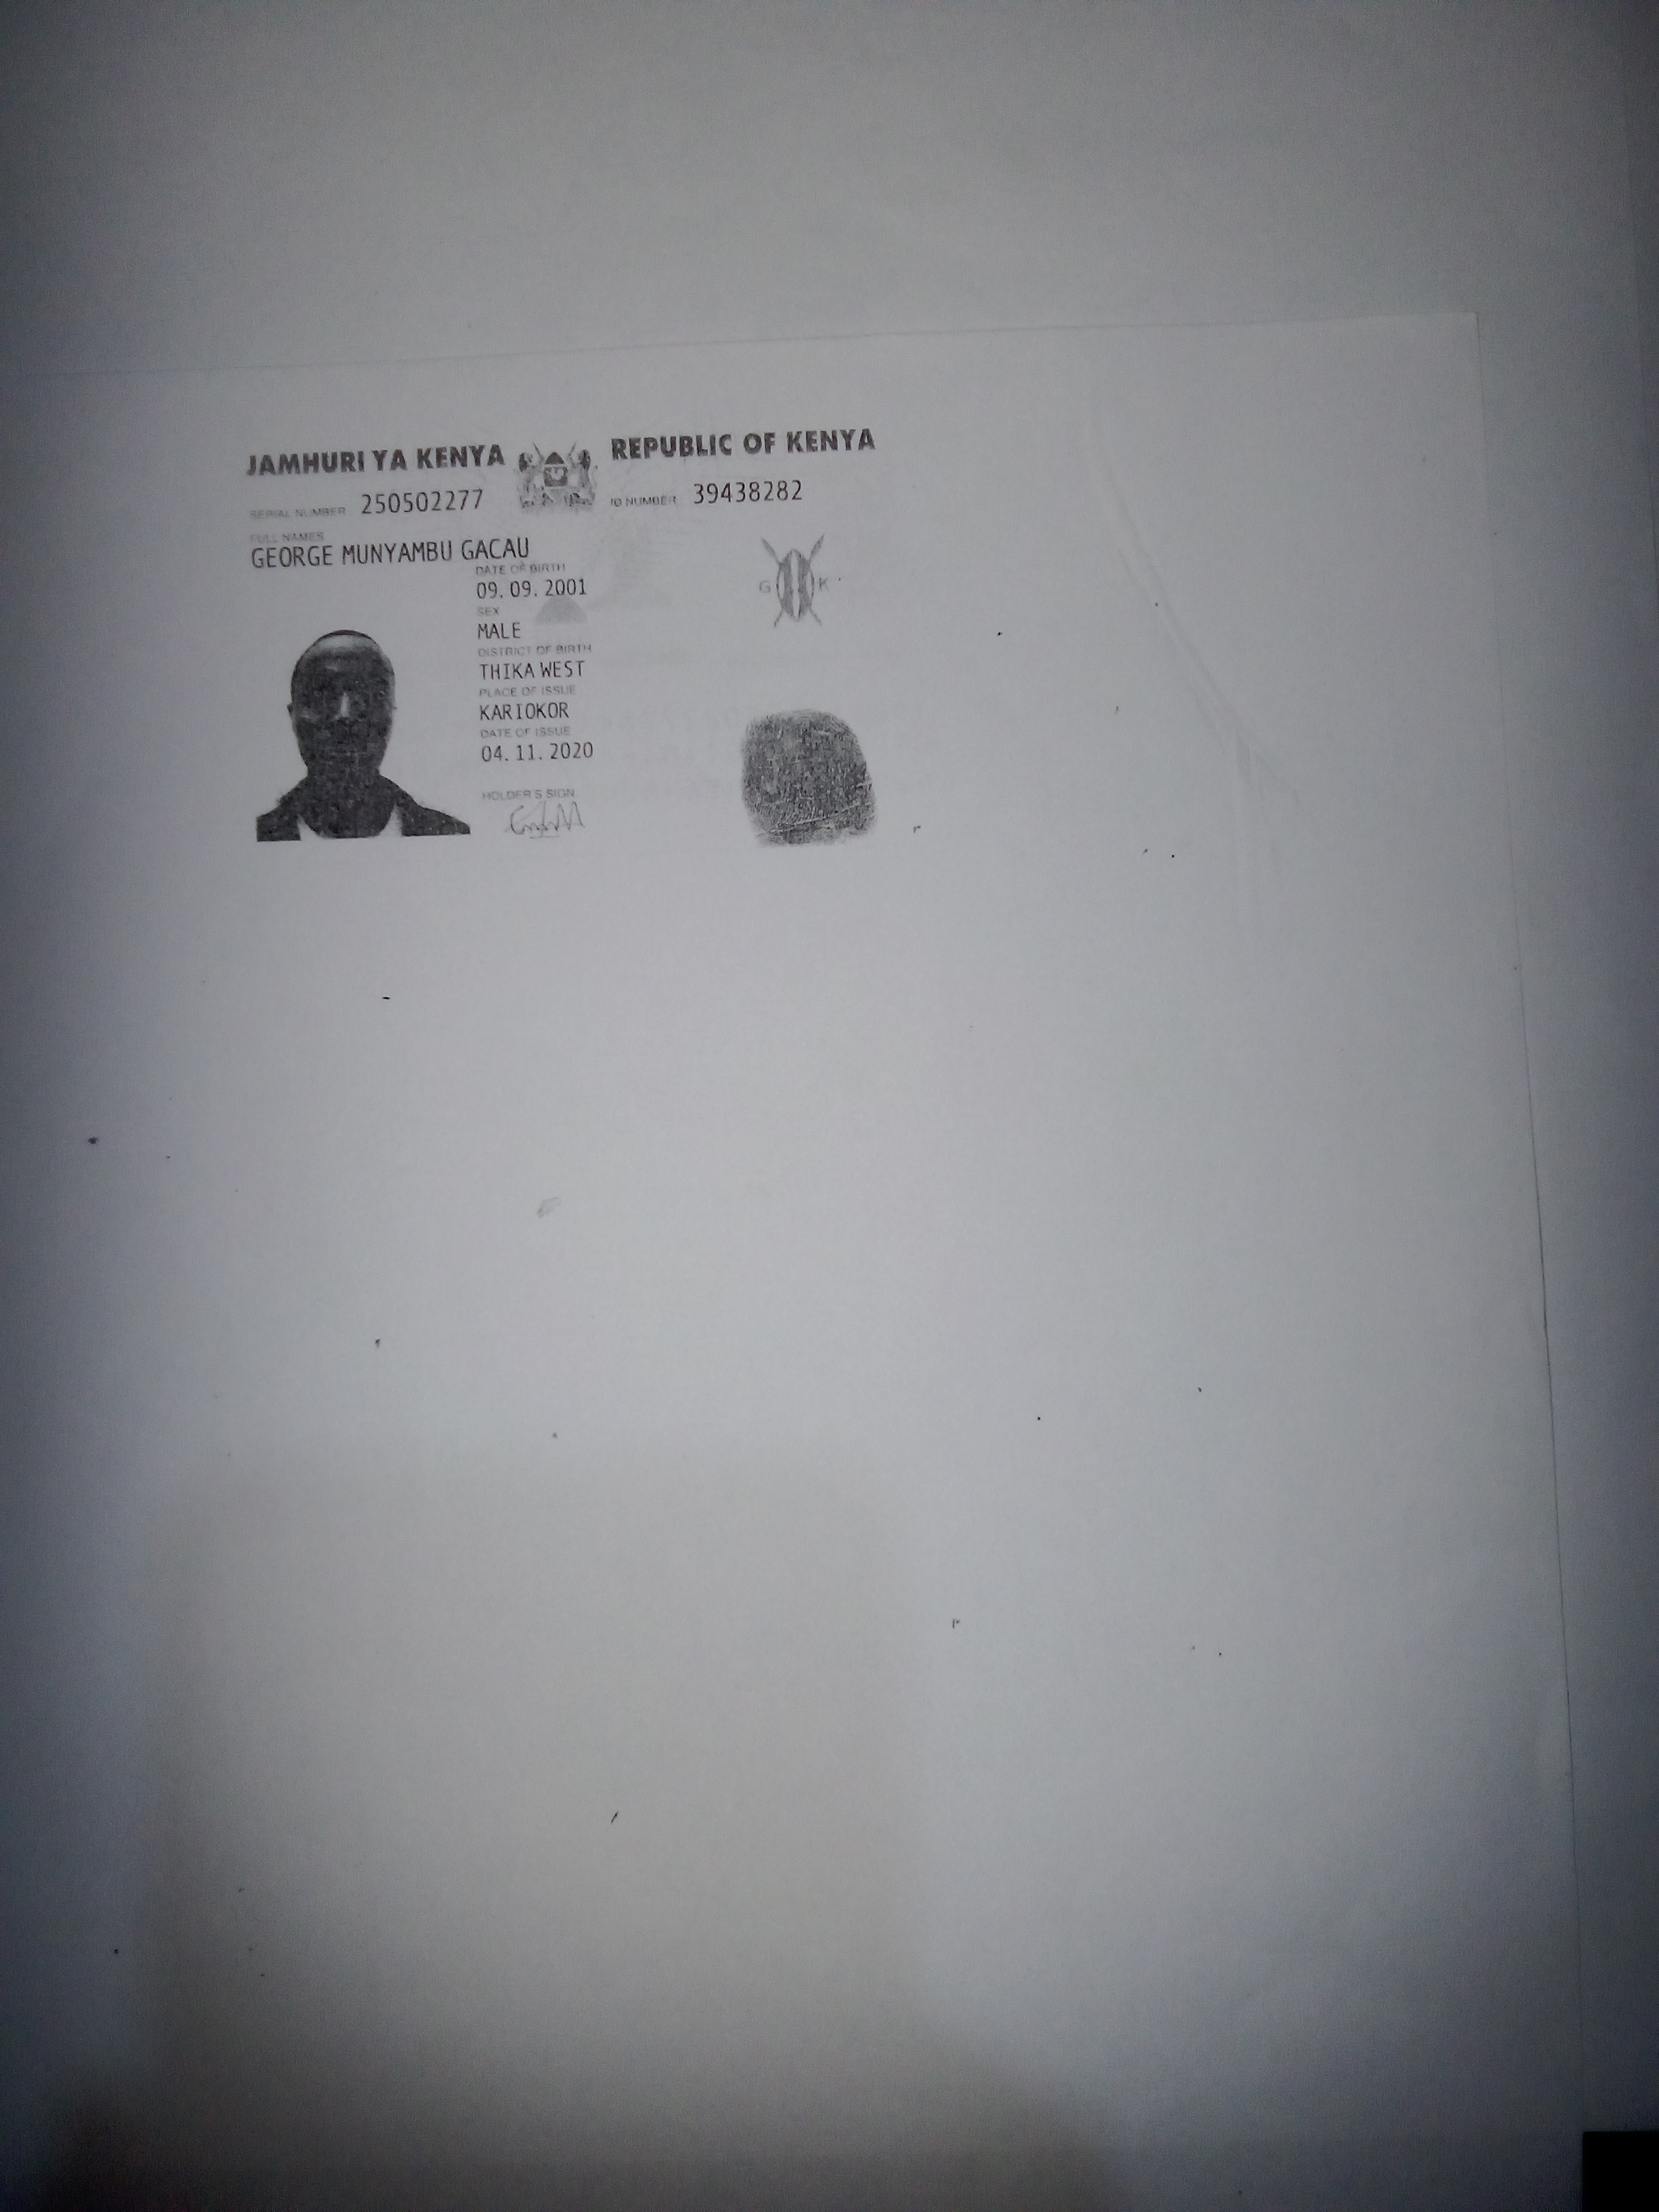 JAMHURI YA KENYA REPUBLIC OF KENYA
SERIAL NUMBER 250502277 ID NUMBER 39438282
FULL NAMES
GEORGE MUNYAMBU GACAU
DATE OF BIRTH
09. 09. 2001
SEX
MALE
G K
DISTRICT OF BIRTH
THIKA WEST
PLACE OF ISSUE
KARIOKOR
DATE OF ISSUE
04. 11. 2020
HOLDER'S SIGN.